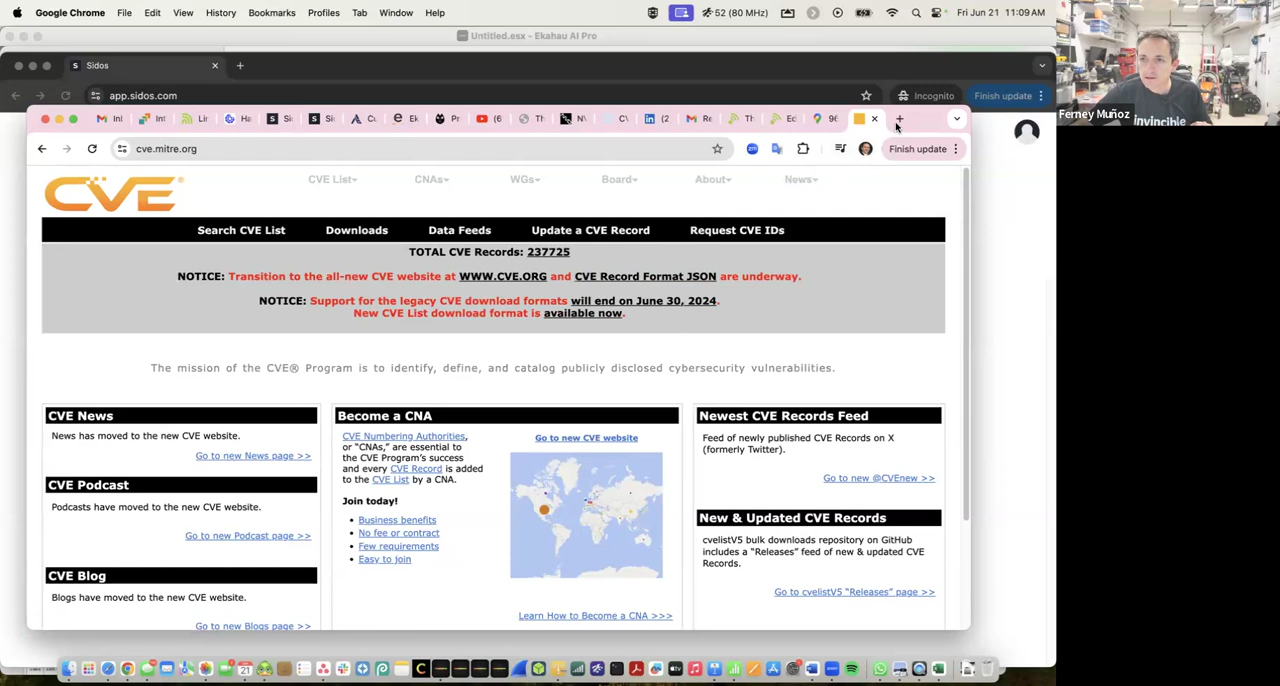 Google Chrome File Edit View History Bookmarks Profiles Tab Window Help 52 (80 MHz) Fri Jun 21 11:09 AM
Untitled.esx - Ekahau AI Pro
Sidos
app.sidos.com Incognito Finish update
Ferney Muñoz
invincible
cve.mitre.org Finish update
CVE
CVE List CNAs WGs Board About News
Search CVE List Downloads Data Feeds Update a CVE Record Request CVE IDs
TOTAL CVE Records: 237725
NOTICE: Transition to the all-new CVE website at WWW.CVE.ORG and CVE Record Format JSON are underway.
NOTICE: Support for the legacy CVE download formats will end on June 30, 2024.
New CVE List download format is available now.
The mission of the CVE® Program is to identify, define, and catalog publicly disclosed cybersecurity vulnerabilities.
CVE News
News has moved to the new CVE website.
Go to new News page >>
CVE Podcast
Podcasts have moved to the new CVE website.
Go to new Podcast page >>
CVE Blog
Blogs have moved to the new CVE website.
Go to new Blogs page >>
Become a CNA
CVE Numbering Authorities,
or “CNAs,” are essential to
the CVE Program's success
and every CVE Record is added
to the CVE List by a CNA.
Join today!
Business benefits
No fee or contract
Few requirements
Easy to join
Go to new CVE website
Learn How to Become a CNA >>>
Newest CVE Records Feed
Feed of newly published CVE Records on X
(formerly Twitter).
Go to new @CVEnew >>
New & Updated CVE Records
cvelistV5 bulk downloads repository on GitHub
includes a “Releases” feed of new & updated CVE
Records.
Go to cvelistV5 “Releases” page >>